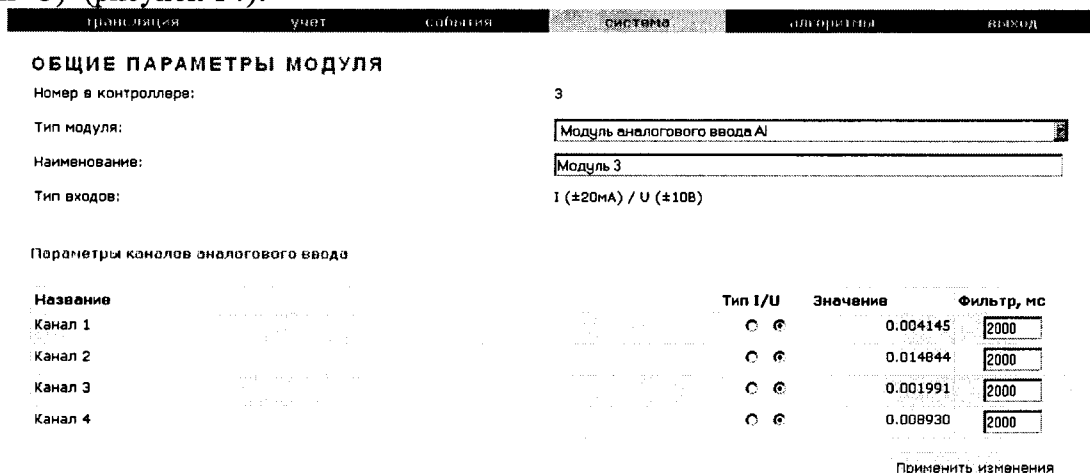 (рисунок 14).
трансляция учет события система алгоритмы выход
ОБЩИЕ ПАРАМЕТРЫ МОДУЛЯ
Номер в контроллере: 3
Тип модуля: Модуль аналогового ввода AI
Наименование: Модуль 3
Тип входов: I (±20мА) / U (±10В)
Параметры каналов аналогового ввода
Название Тип I/U Значение Фильтр, мс
Канал 1 0.004145 2000
Канал 2 0.014844 2000
Канал 3 0.001991 2000
Канал 4 0.008930 2000
Применить изменения